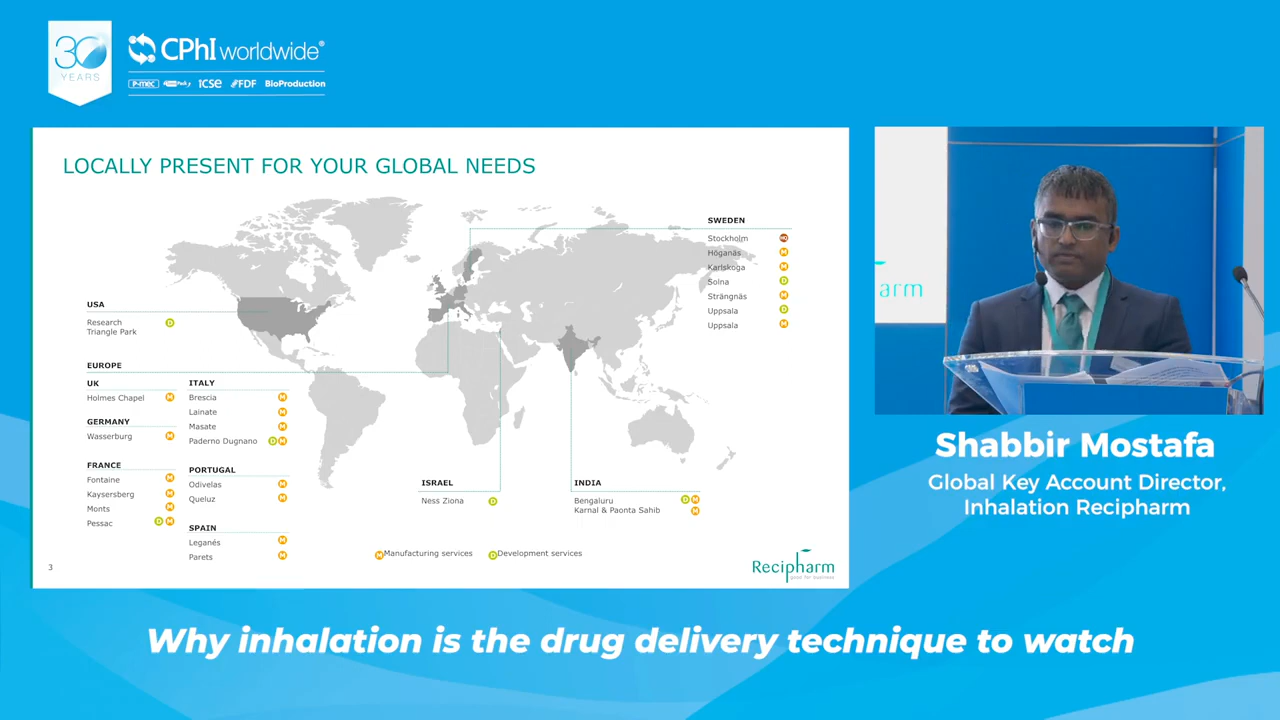 30
YEARS
CPhI worldwide®
P-MEC
iCSE
FDF
BioProduction
LOCALLY PRESENT FOR YOUR GLOBAL NEEDS
SWEDEN
Stockholm HQ
Höganäs M
Karlskoga M
Solna D
Strängnäs M
Uppsala D
Uppsala M
USA
Research D
Triangle Park
EUROPE
UK
Holmes Chapel M
GERMANY
Wasserburg M
FRANCE
Fontaine M
Kaysersberg M
Monts M
Pessac D M
ITALY
Brescia M
Lainate M
Masate M
Paderno Dugnano D M
PORTUGAL
Odivelas M
Queluz M
SPAIN
Leganés M
Parets M
ISRAEL
Ness Ziona D
INDIA
Bengaluru D M
Karnal & Paonta Sahib M
M Manufacturing services D Development services
3
Recipharm
good for business
arm
Shabbir Mostafa
Global Key Account Director,
Inhalation Recipharm
Why inhalation is the drug delivery technique to watch